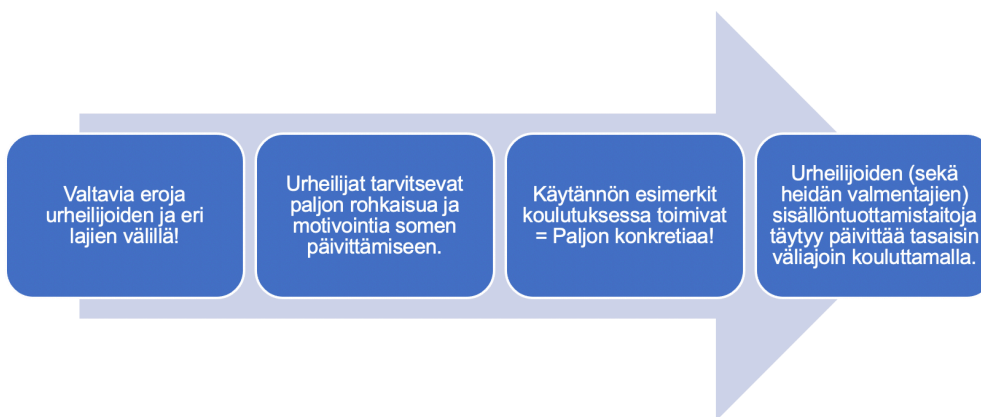 Valtavia eroja
urheilijoiden ja eri
lajien välillä!
Urheilijat tarvitsevat
paljon rohkaisua ja
motivointia somen
päivittämiseen.
Käytännön esimerkit
koulutuksessa toimivat
= Paljon konkretiaa!
Urheilijoiden (sekä
heidän valmentajien)
sisällöntuottamistaitoja
täytyy päivittää tasaisin
väliajoin kouluttamalla.